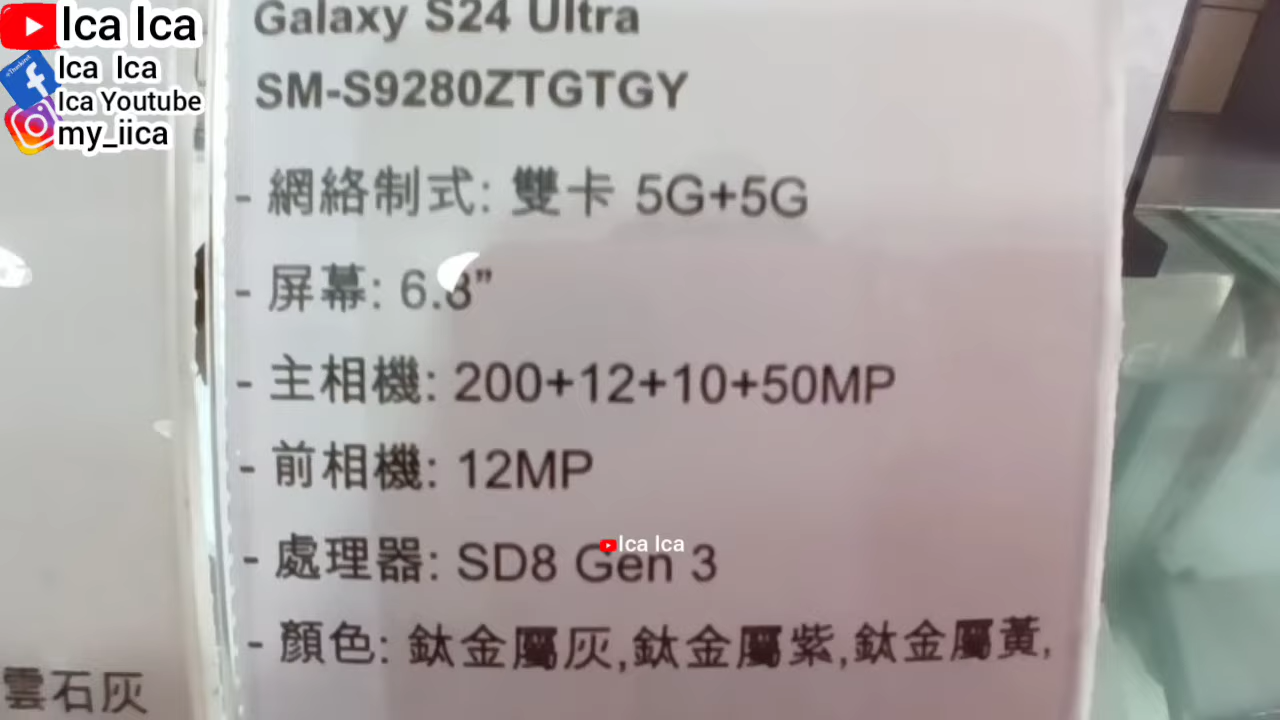 Ica Ica
Ica Ica
Ica Youtube
my_iica
Galaxy S24 Ultra
SM-S9280ZTGTGY
- 網絡制式: 雙卡 5G+5G
- 屏幕: 6.8”
- 主相機: 200+12+10+50MP
- 前相機: 12MP
- 處理器: SD8 Gen 3
Ica Ica
- 顏色: 鈦金屬灰,鈦金屬紫,鈦金屬黃,
雲石灰